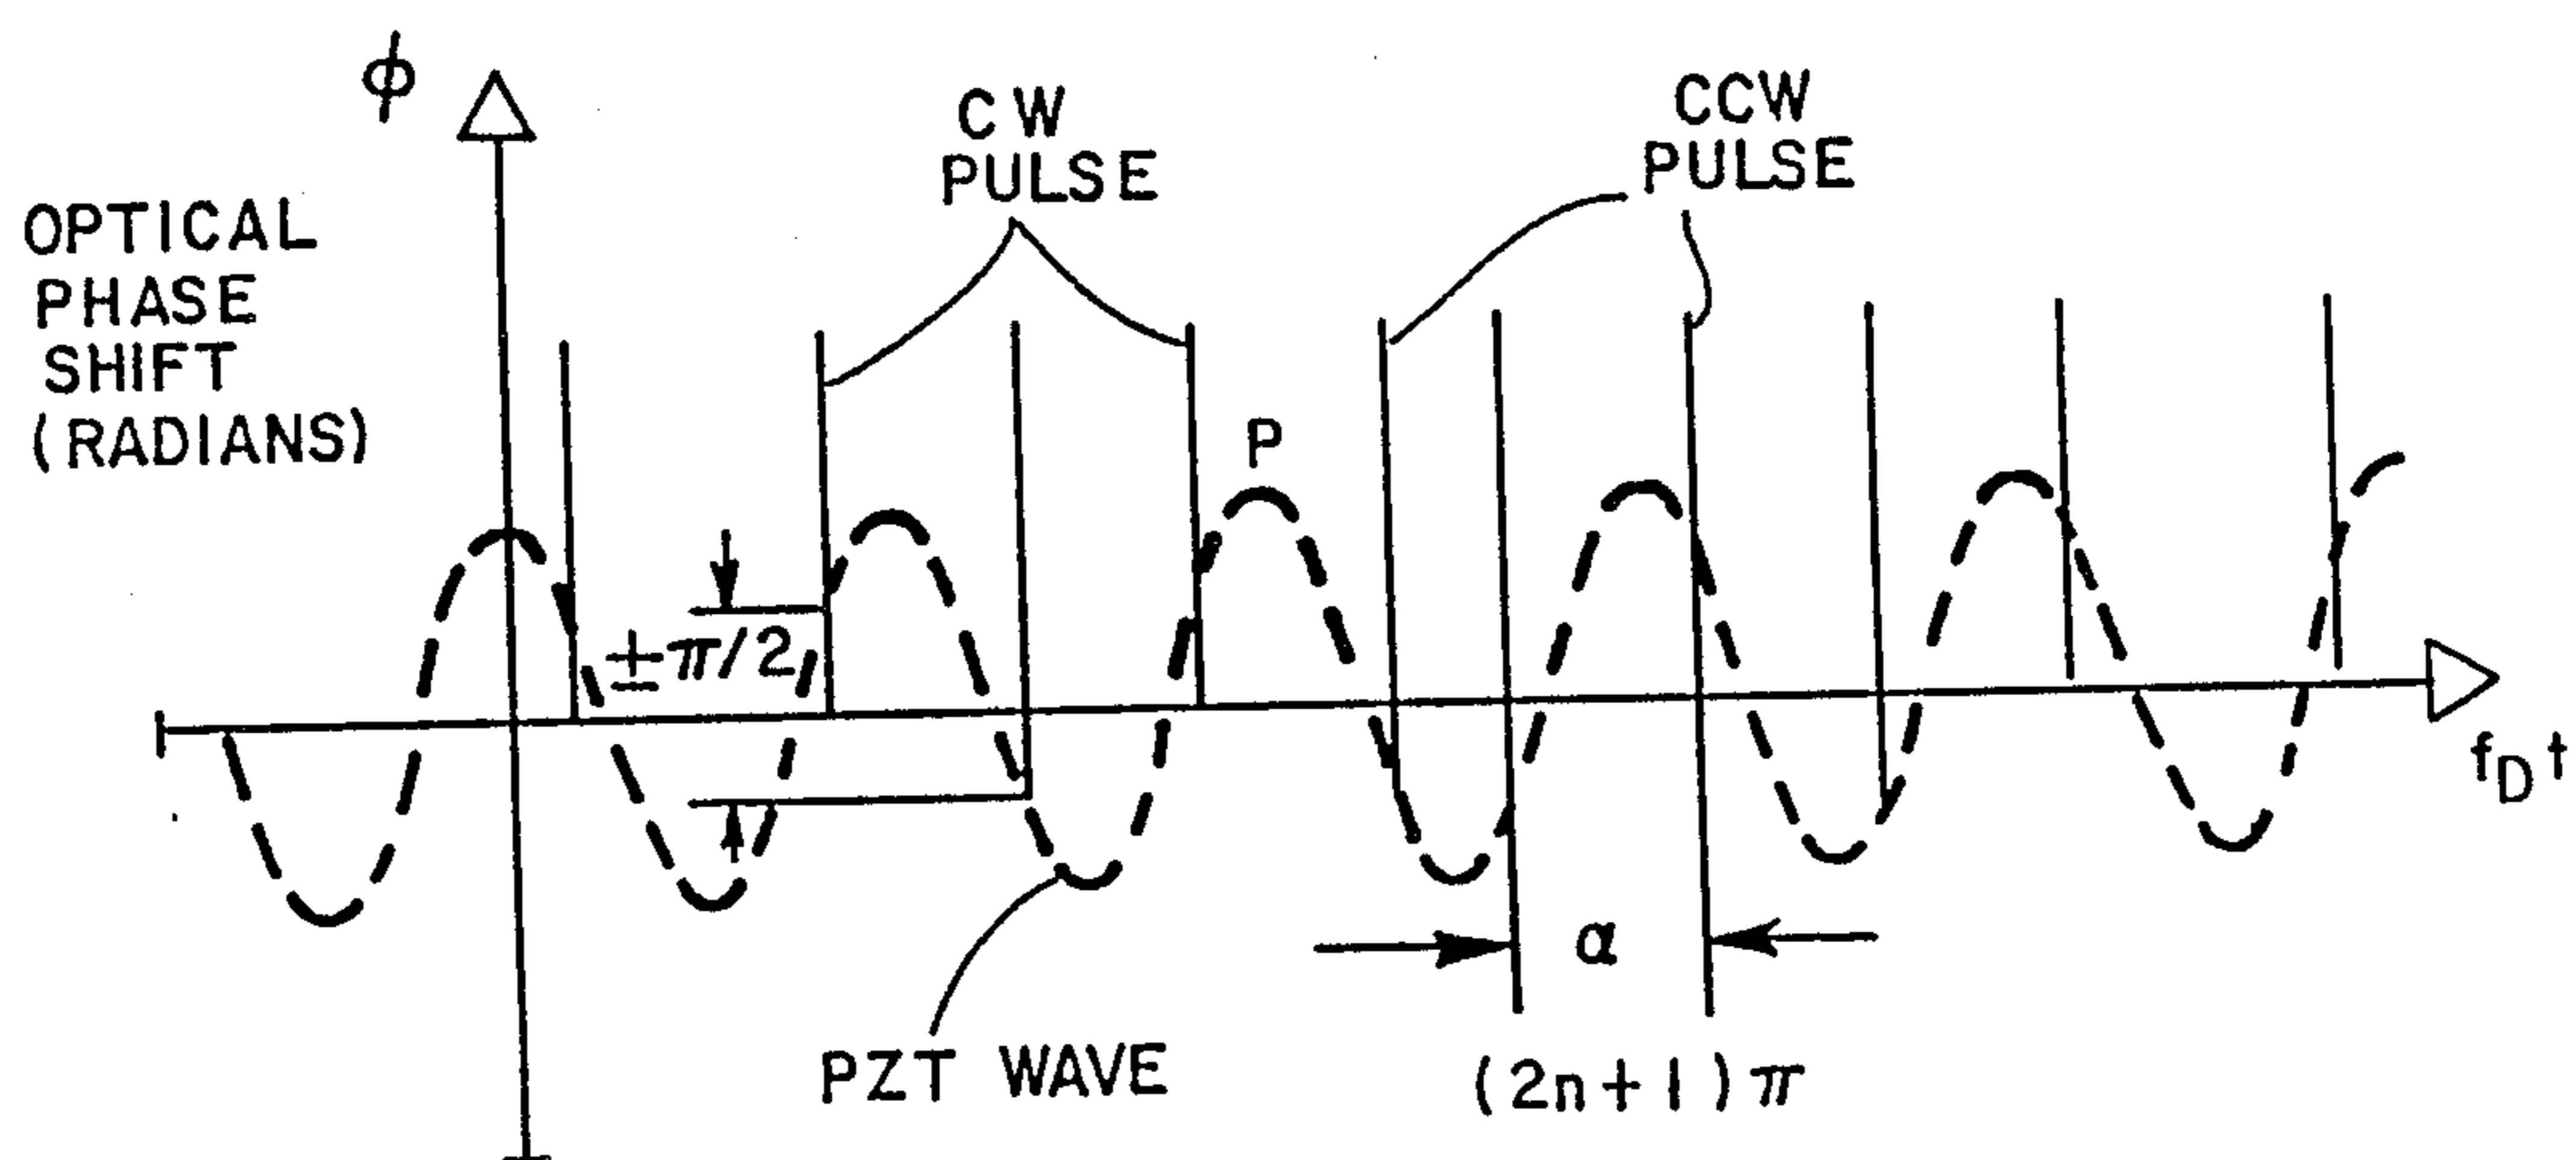 ϕ
OPTICAL
PHASE
SHIFT
(RADIANS)
CW
PULSE
CCW
PULSE
P
±π/2
f_D t
α
PZT WAVE
(2n+1)π